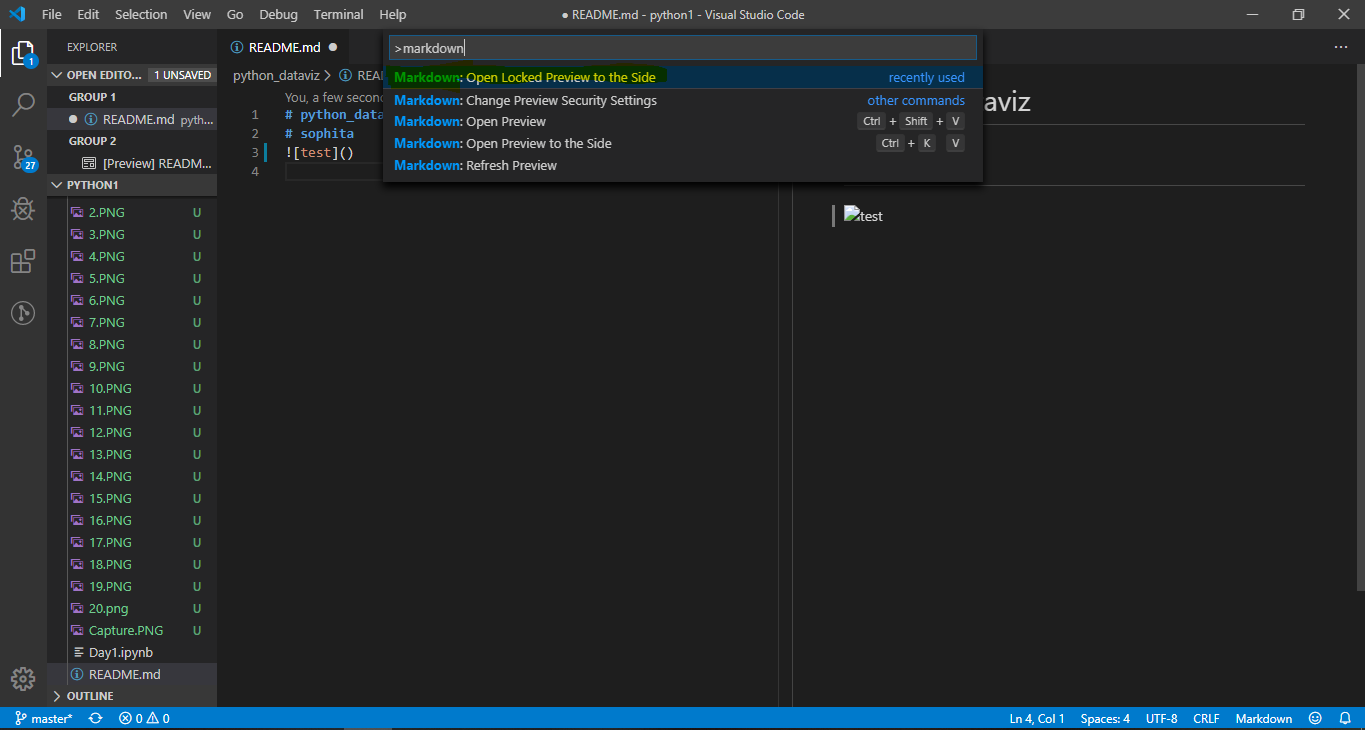 File Edit Selection View Go Debug Terminal Help
● README.md - python1 - Visual Studio Code
EXPLORER
OPEN EDITO... 1 UNSAVED
GROUP 1
README.md pyth...
GROUP 2
[Preview] READM...
PYTHON1
2.PNG U
3.PNG U
4.PNG U
5.PNG U
6.PNG U
7.PNG U
8.PNG U
9.PNG U
10.PNG U
11.PNG U
12.PNG U
13.PNG U
14.PNG U
15.PNG U
16.PNG U
17.PNG U
18.PNG U
19.PNG U
20.png U
Capture.PNG U
Day1.ipynb
README.md
OUTLINE
1
27
README.md ●
python_dataviz > REA
You, a few second
1 # python_data
2 # sophita
3 ![test]()
4
>markdown
Markdown: Open Locked Preview to the Side recently used
Markdown: Change Preview Security Settings other commands
Markdown: Open Preview Ctrl + Shift + V
Markdown: Open Preview to the Side Ctrl + K V
Markdown: Refresh Preview
aviz
test
master* 0 0
Ln 4, Col 1 Spaces: 4 UTF-8 CRLF Markdown